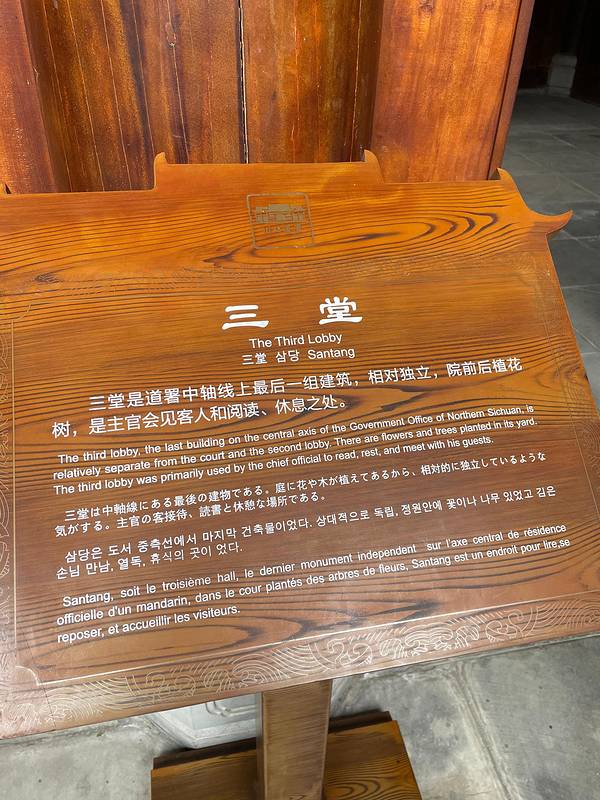 三 堂
The Third Lobby
三堂 삼당 Santang
三堂是道署中轴线上最后一组建筑，相对独立，院前后植花
树，是主官会见客人和阅读、休息之处。
The third lobby, the last building on the central axis of the Government Office of Northern Sichuan, is
relatively separate from the court and the second lobby. There are flowers and trees planted in its yard.
The third lobby was primarily used by the chief official to read, rest, and meet with his guests.
三堂は中軸線にある最後の建物である。庭に花や木が植えてあるから、相対的に独立しているような
気がする。主官の客接待、読書と休憩な場所である。
삼당은 도서 중축선에서 마지막 건축물이었다. 상대적으로 독립, 정원안에 꽃이나 나무 있었고 김은
손님 만남, 열독, 휴식의 곳이 었다.
Santang, soit le troisième hall, le dernier monument independent sur l'axe central de résidence
officielle d'un mandarin, dans le cour plantés des arbres de fleurs, Santang est un endroit pour lire,se
reposer, et accueillir les visiteurs.